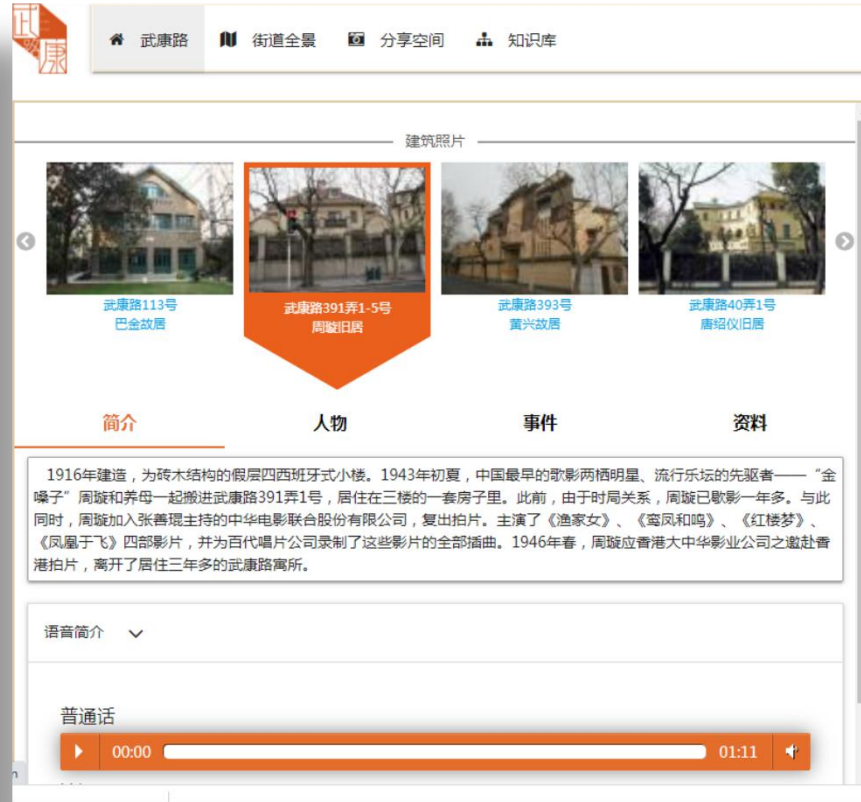 武康
武康路 街道全景 分享空间 知识库
建筑照片
武康路113号
巴金故居
武康路391弄1-5号
周璇旧居
武康路393号
黄兴故居
武康路40弄1号
唐绍仪旧居
简介 人物 事件 资料
1916年建造，为砖木结构的假层四西班牙式小楼。1943年初夏，中国最早的歌影两栖明星、流行乐坛的先驱者——“金
嗓子”周璇和养母一起搬进武康路391弄1号，居住在三楼的一套房子里。此前，由于时局关系，周璇已歇影一年多。与此
同时，周璇加入张善琨主持的中华电影联合股份有限公司，复出拍片。主演了《渔家女》、《鸾凤和鸣》、《红楼梦》、
《凤凰于飞》四部影片，并为百代唱片公司录制了这些影片的全部插曲。1946年春，周璇应香港大中华影业公司之邀赴香
港拍片，离开了居住三年多的武康路寓所。
语音简介
普通话
00:00 01:11